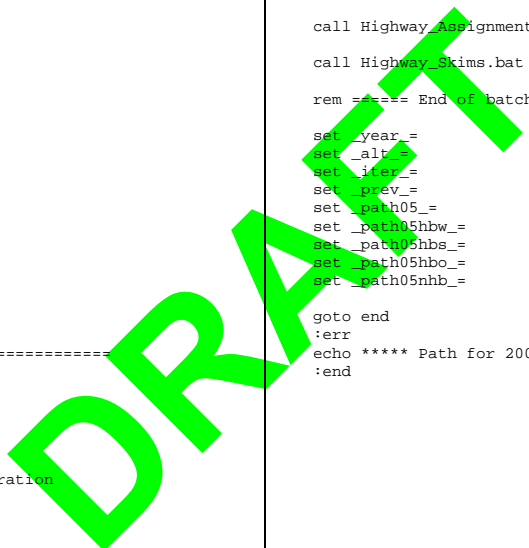 ============
ration
call Highway_Assignment
call Highway_Skims.bat
rem ====== End of batch
set _year_=
set _alt_=
set _iter_=
set _prev_=
set _path05_=
set _path05hbw_=
set _path05hbs_=
set _path05hbo_=
set _path05nhb_=
goto end
:err
echo ***** Path for 200
:end
DRAFT